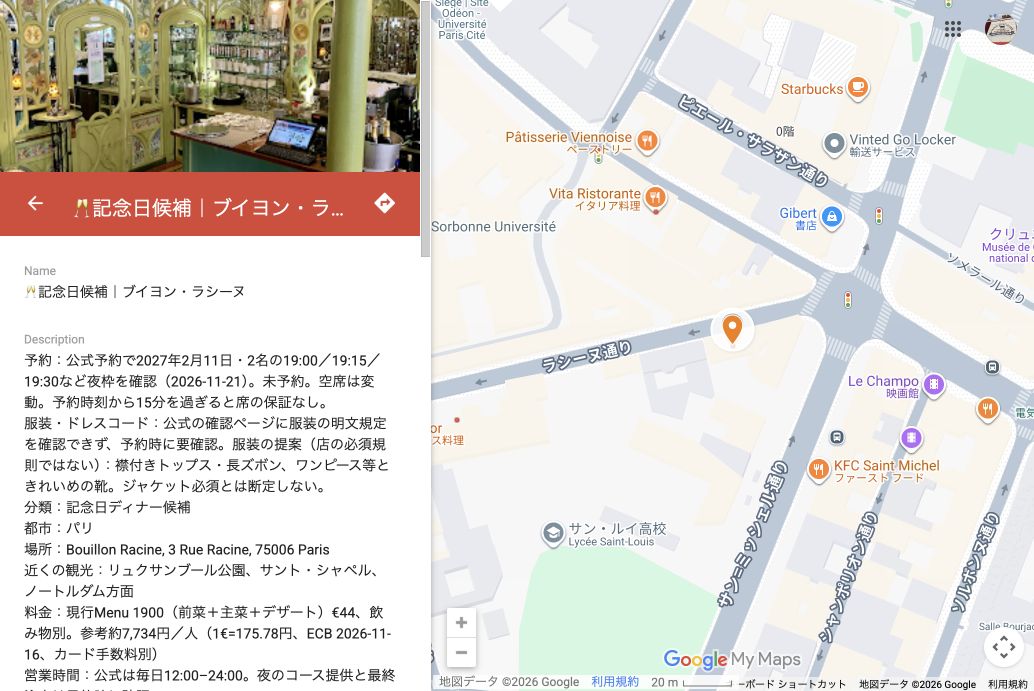 🥂記念日候補｜ブイヨン・ラ...
Name
🥂記念日候補｜ブイヨン・ラシーヌ
Description
予約：公式予約で2027年2月11日・2名の19:00／19:15／
19:30など夜枠を確認（2026-11-21）。未予約。空席は変
動。予約時刻から15分を過ぎると席の保証なし。
服装・ドレスコード：公式の確認ページに服装の明文規定
を確認できず、予約時に要確認。服装の提案（店の必須規
則ではない）：襟付きトップス・長ズボン、ワンピース等と
きれいめの靴。ジャケット必須とは断定しない。
分類：記念日ディナー候補
都市：パリ
場所：Bouillon Racine, 3 Rue Racine, 75006 Paris
近くの観光：リュクサンブール公園、サント・シャペル、
ノートルダム方面
料金：現行Menu 1900（前菜＋主菜＋デザート）€44、飲
み物別。参考約7,734円／人（1€=175.78円、ECB 2026-11-
16、カード手数料別）
営業時間：公式は毎日12:00–24:00。夜のコース提供と最終
Siège | Site
Odéon -
Université
Paris Cité
Starbucks
ピエール・サラザン通り
0階
Pâtisserie Viennoise
ペーストリー
Vinted Go Locker
輸送サービス
Vita Ristorante
イタリア料理
Gibert
書店
Sorbonne Université
クリュ
Musée de
national d
ソメラール通り
ラシーヌ通り
Le Champo
映画館
電気
or
ス料理
KFC Saint Michel
ファースト フード
サン・ルイ高校
Lycée Saint-Louis
サン=ミッシェル通り
シャンポリオン通り
ソルボンヌ通り
Salle Bourjac
+
−
Google My Maps
地図データ ©2026 Google
利用規約
20 m
ーボード ショートカット
地図データ ©2026 Google
利用規約